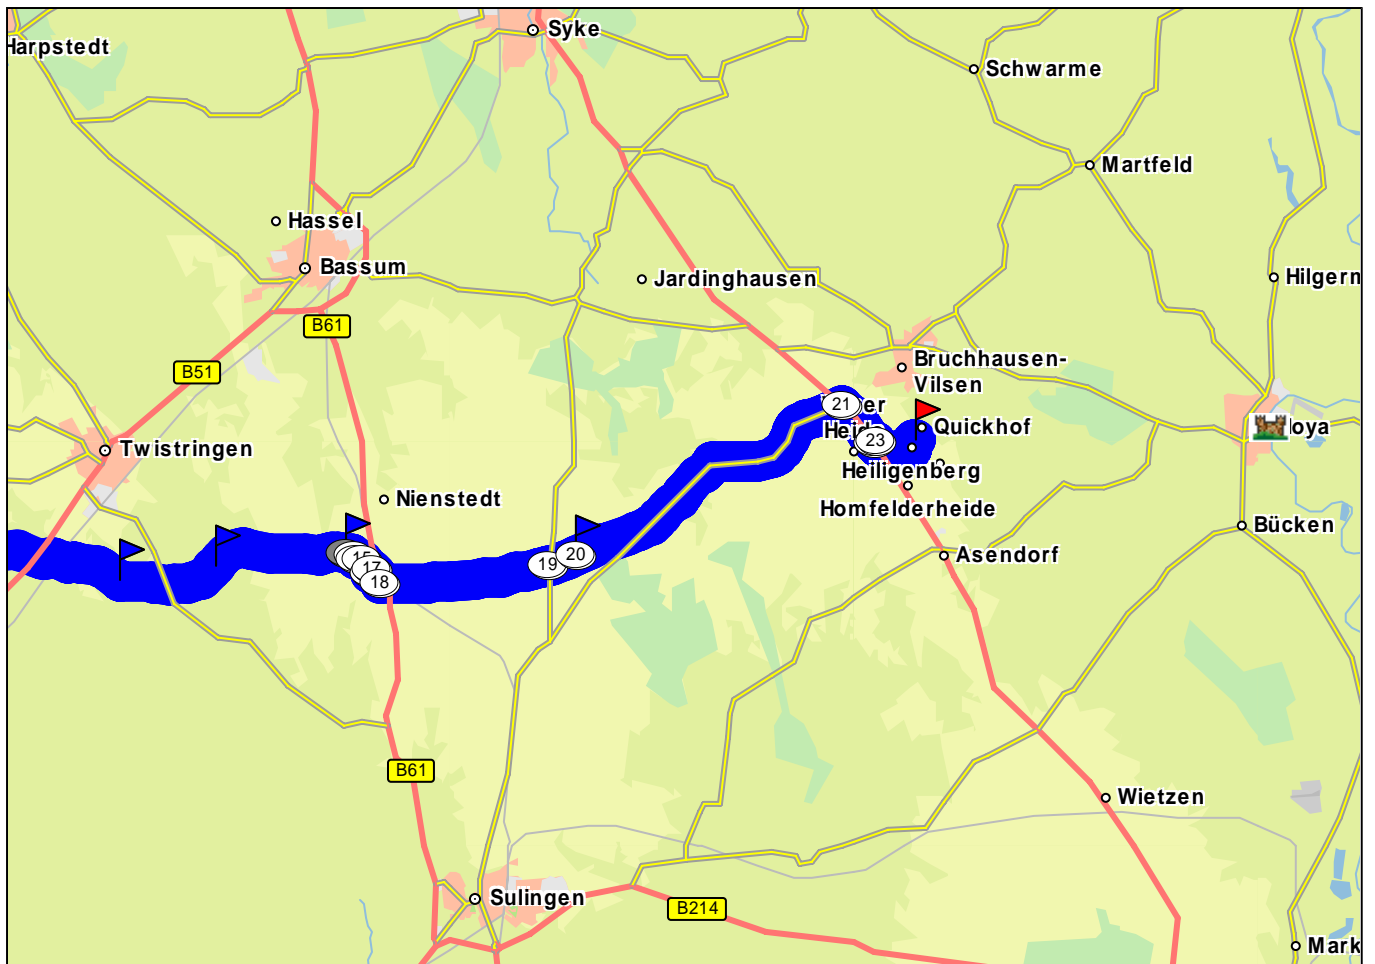 Syke
Harpstedt
Schwarme
Martfeld
Hassel
Bassum
Jardinghausen
Hilgern
B61
Bruchhausen-
Vilsen
B51
21
Quickhof
23
Twistringen
Heiligenberg
Nienstedt
Homfelderheide
Bücken
Asendorf
19
20
17
18
B61
Wietzen
Sulingen
B214
Mark